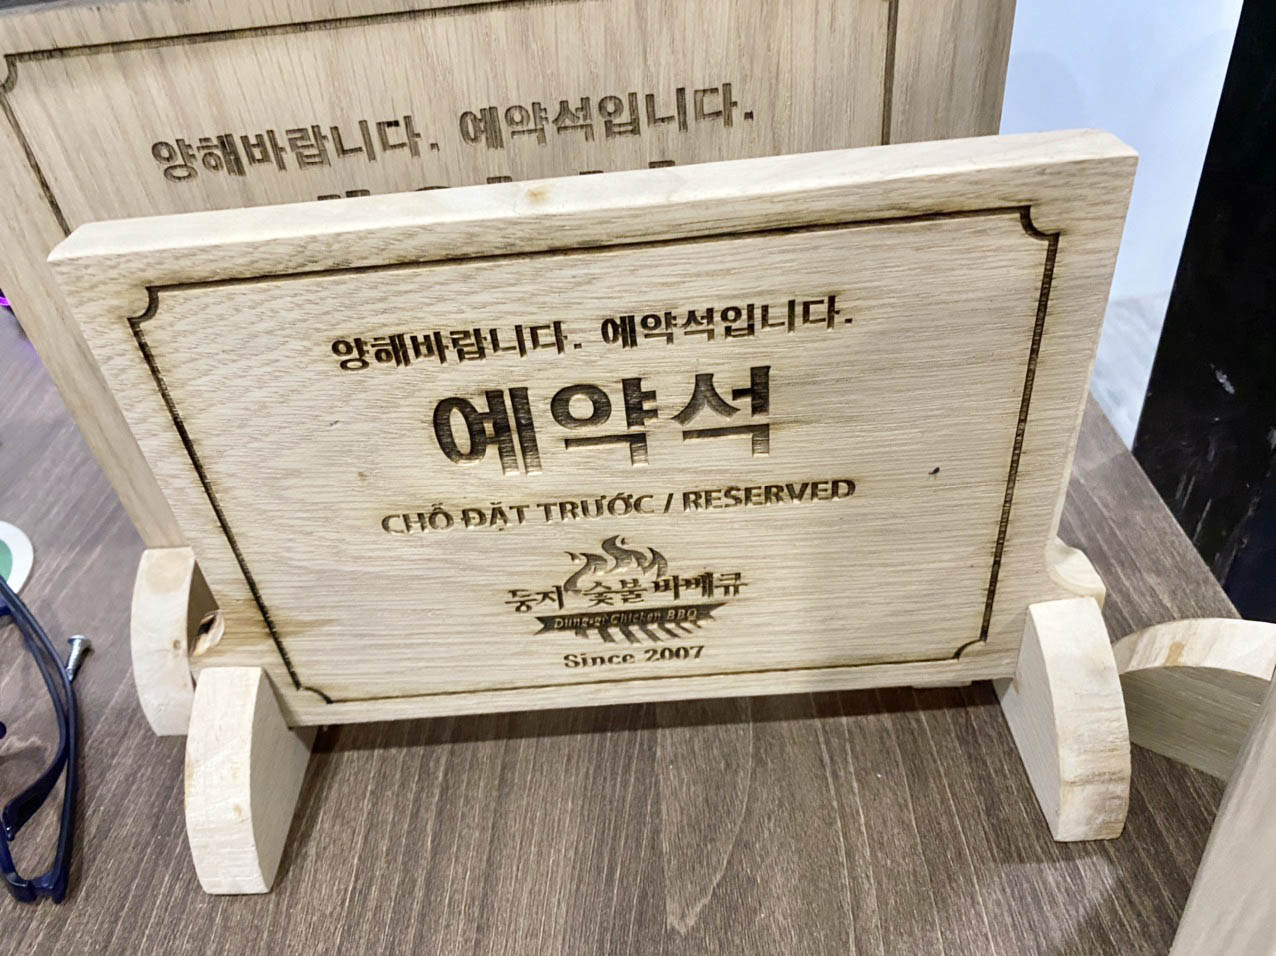 양해바랍니다. 예약석입니다.
양해바랍니다. 예약석입니다.
예약석
CHỖ ĐẶT TRƯỚC / RESERVED
둥지 숯불 바베큐
Chicken BBQ
Since 2007